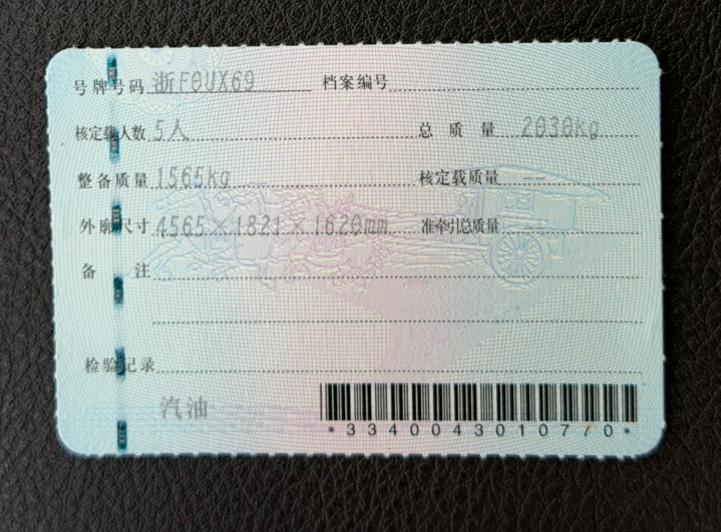 号牌号码 浙F0UX69 档案编号
核定载人数 5人 总质量 2030kg
整备质量 1565kg 核定载质量 --
外廓尺寸 4565×1821×1620mm 准牵引总质量 --
备注
检验记录
汽油
*3340043010770*